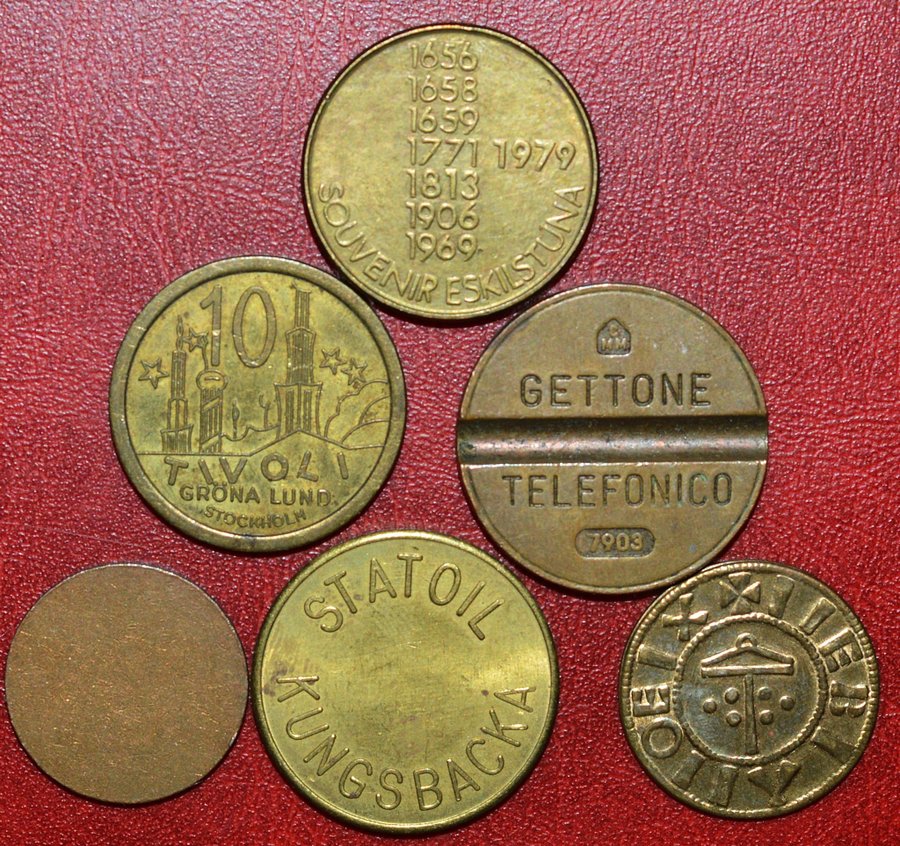 1656
1658
1659
1771 1979
1813
1906
1969
SOUVENIR ESKILSTUNA
10
TIVOLI
GRÖNA LUND
STOCKHOLM
GETTONE
TELEFONICO
7903
STATOIL
KUNGSBACKA